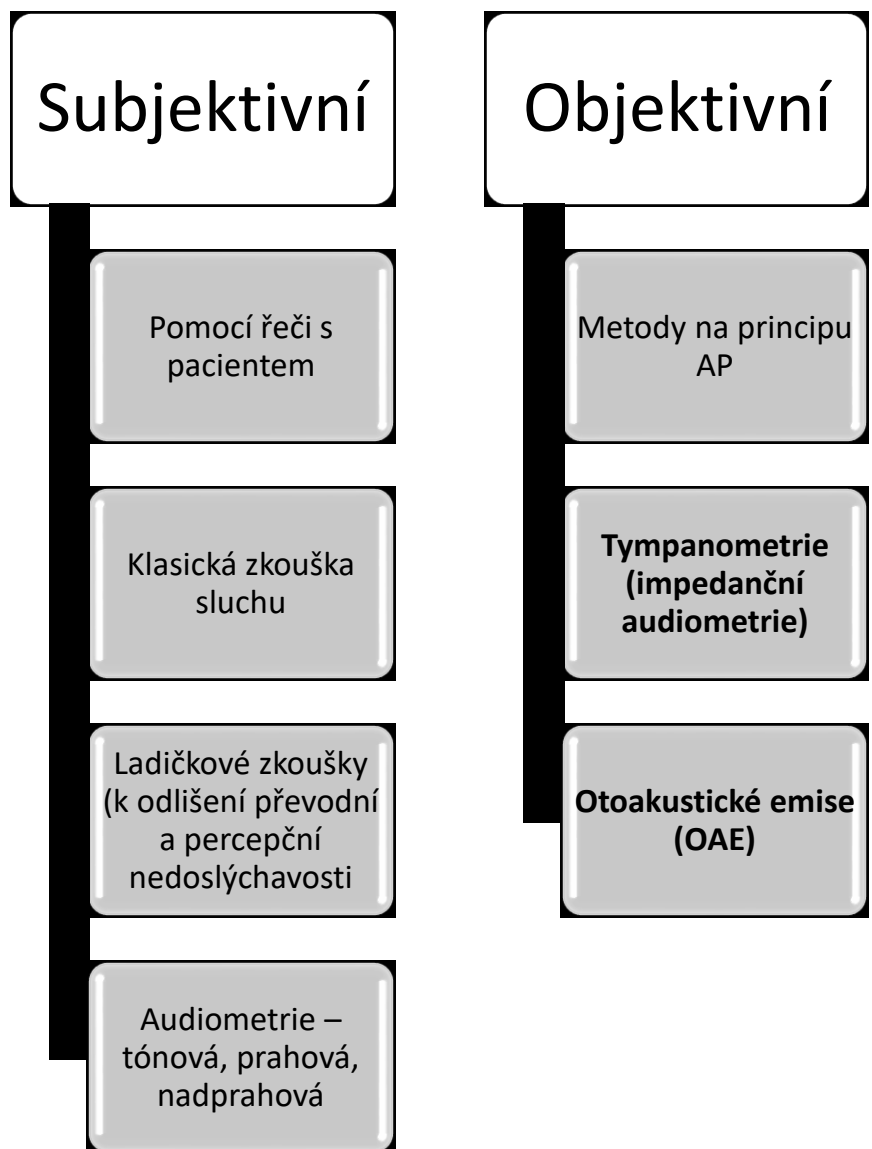 Subjektivní
Pomocí řeči s
pacientem
Klasická zkouška
sluchu
Ladičkové zkoušky
(k odlišení převodní
a percepční
nedoslýchavosti
Audiometrie –
tónová, prahová,
nadprahová
Objektivní
Metody na principu
AP
Tympanometrie
(impedanční
audiometrie)
Otoakustické emise
(OAE)